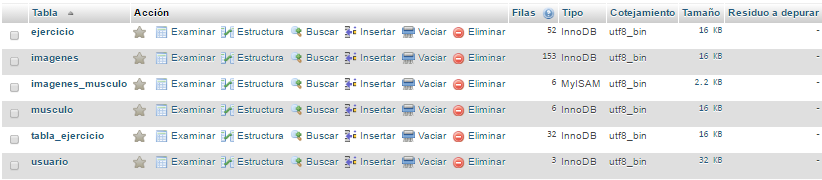 Tabla Acción Filas Tipo Cotejamiento Tamaño Residuo a depurar
ejercicio Examinar Estructura Buscar Insertar Vaciar Eliminar 52 InnoDB utf8_bin 16 KB -
imagenes Examinar Estructura Buscar Insertar Vaciar Eliminar 153 InnoDB utf8_bin 16 KB -
imagenes_musculo Examinar Estructura Buscar Insertar Vaciar Eliminar 6 MyISAM utf8_bin 2.2 KB -
musculo Examinar Estructura Buscar Insertar Vaciar Eliminar 6 InnoDB utf8_bin 16 KB -
tabla_ejercicio Examinar Estructura Buscar Insertar Vaciar Eliminar 32 InnoDB utf8_bin 16 KB -
usuario Examinar Estructura Buscar Insertar Vaciar Eliminar 3 InnoDB utf8_bin 32 KB -